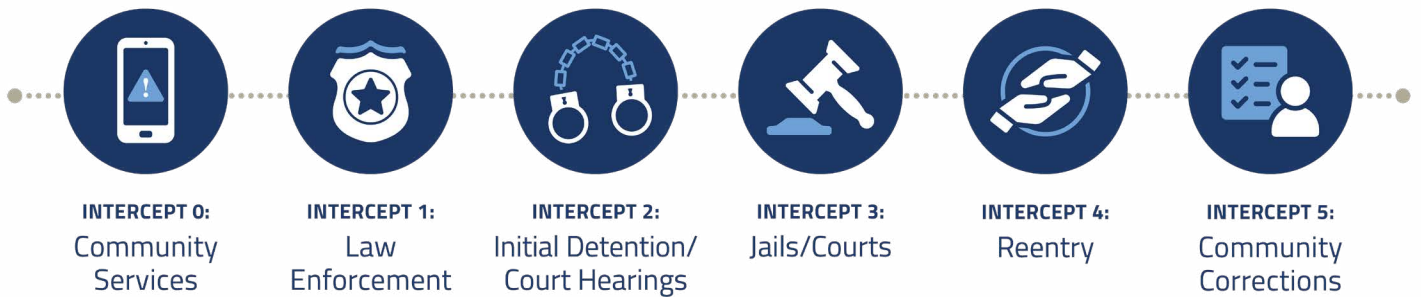 INTERCEPT 0:
Community
Services
INTERCEPT 1:
Law
Enforcement
INTERCEPT 2:
Initial Detention/
Court Hearings
INTERCEPT 3:
Jails/Courts
INTERCEPT 4:
Reentry
INTERCEPT 5:
Community
Corrections